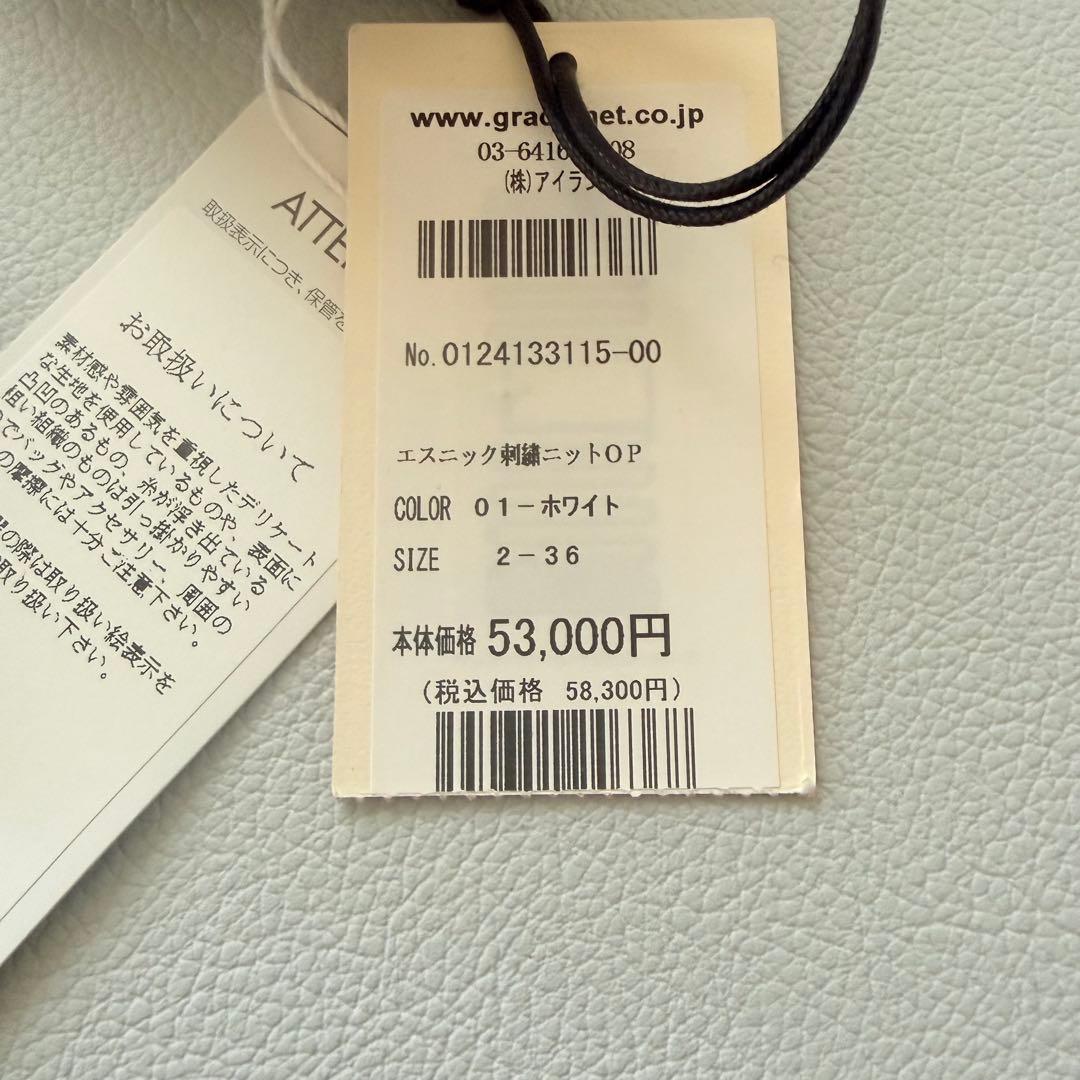 www.gra net.co.jp
03-641 08
(株)アイラン
No. 0124133115-00
エスニック刺繍ニットOP
COLOR 01-ホワイト
SIZE 2-36
本体価格 53,000円
(税込価格 58,300円)
ATTE
取扱表示につき、保管を
お取扱いについて
素材感や雰囲気を重視したデリケート
な生地を使用しているものや、表面に
凸凹のあるもの、糸が浮き出ている
粗い組織のものは引っ掛かりやすい
でバッグやアクセサリー、周囲の
の摩擦には十分ご注意下さい。
の際は取り扱い絵表示を
取り扱い下さい。